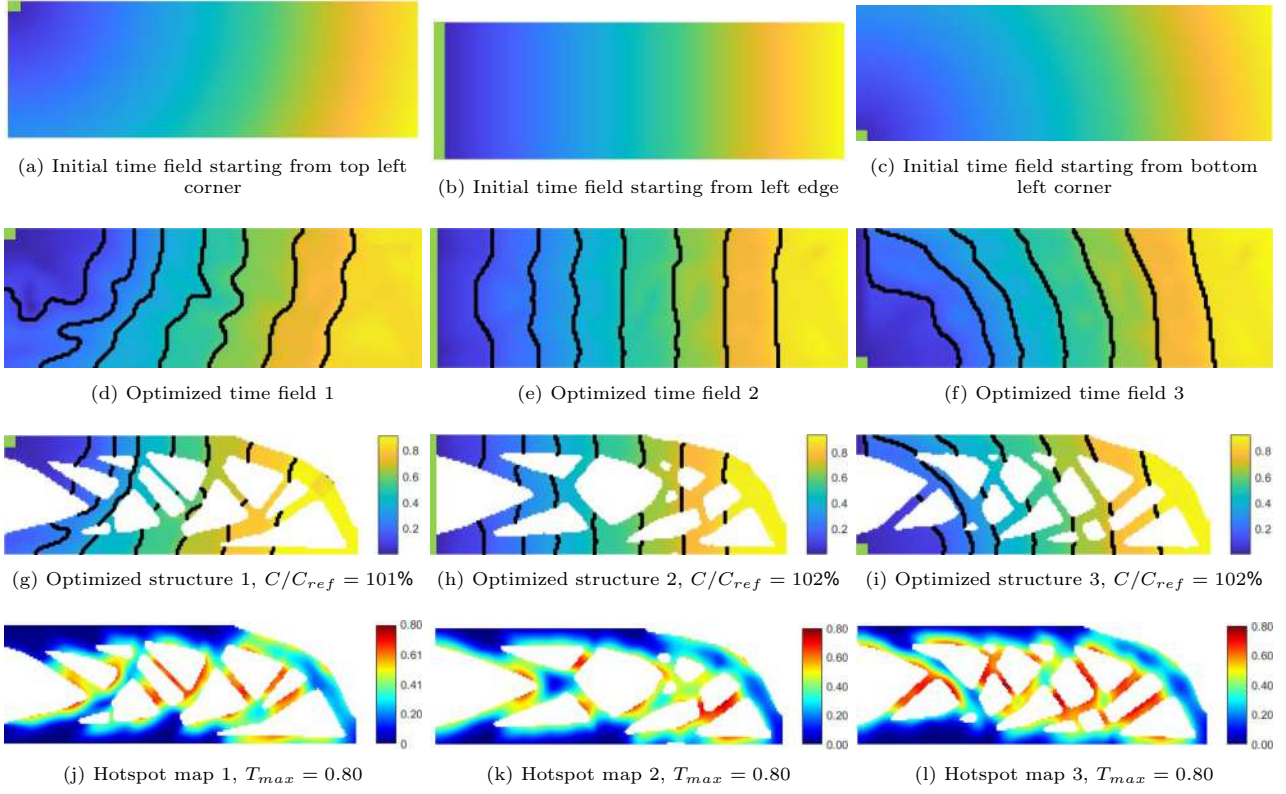 (a) Initial time field starting from top left
corner
(b) Initial time field starting from left edge
(c) Initial time field starting from bottom
left corner
(d) Optimized time field 1
(e) Optimized time field 2
(f) Optimized time field 3
0.8
0.6
0.4
0.2
0.8
0.6
0.4
0.2
0.8
0.6
0.4
0.2
(g) Optimized structure 1, C/C_ref = 101%
(h) Optimized structure 2, C/C_ref = 102%
(i) Optimized structure 3, C/C_ref = 102%
0.80
0.61
0.41
0.20
0
0.80
0.60
0.40
0.20
0.00
0.80
0.60
0.40
0.20
0.00
(j) Hotspot map 1, T_max = 0.80
(k) Hotspot map 2, T_max = 0.80
(l) Hotspot map 3, T_max = 0.80